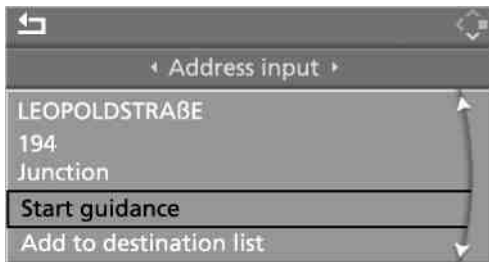 Address input
LEOPOLDSTRAßE
194
Junction
Start guidance
Add to destination list